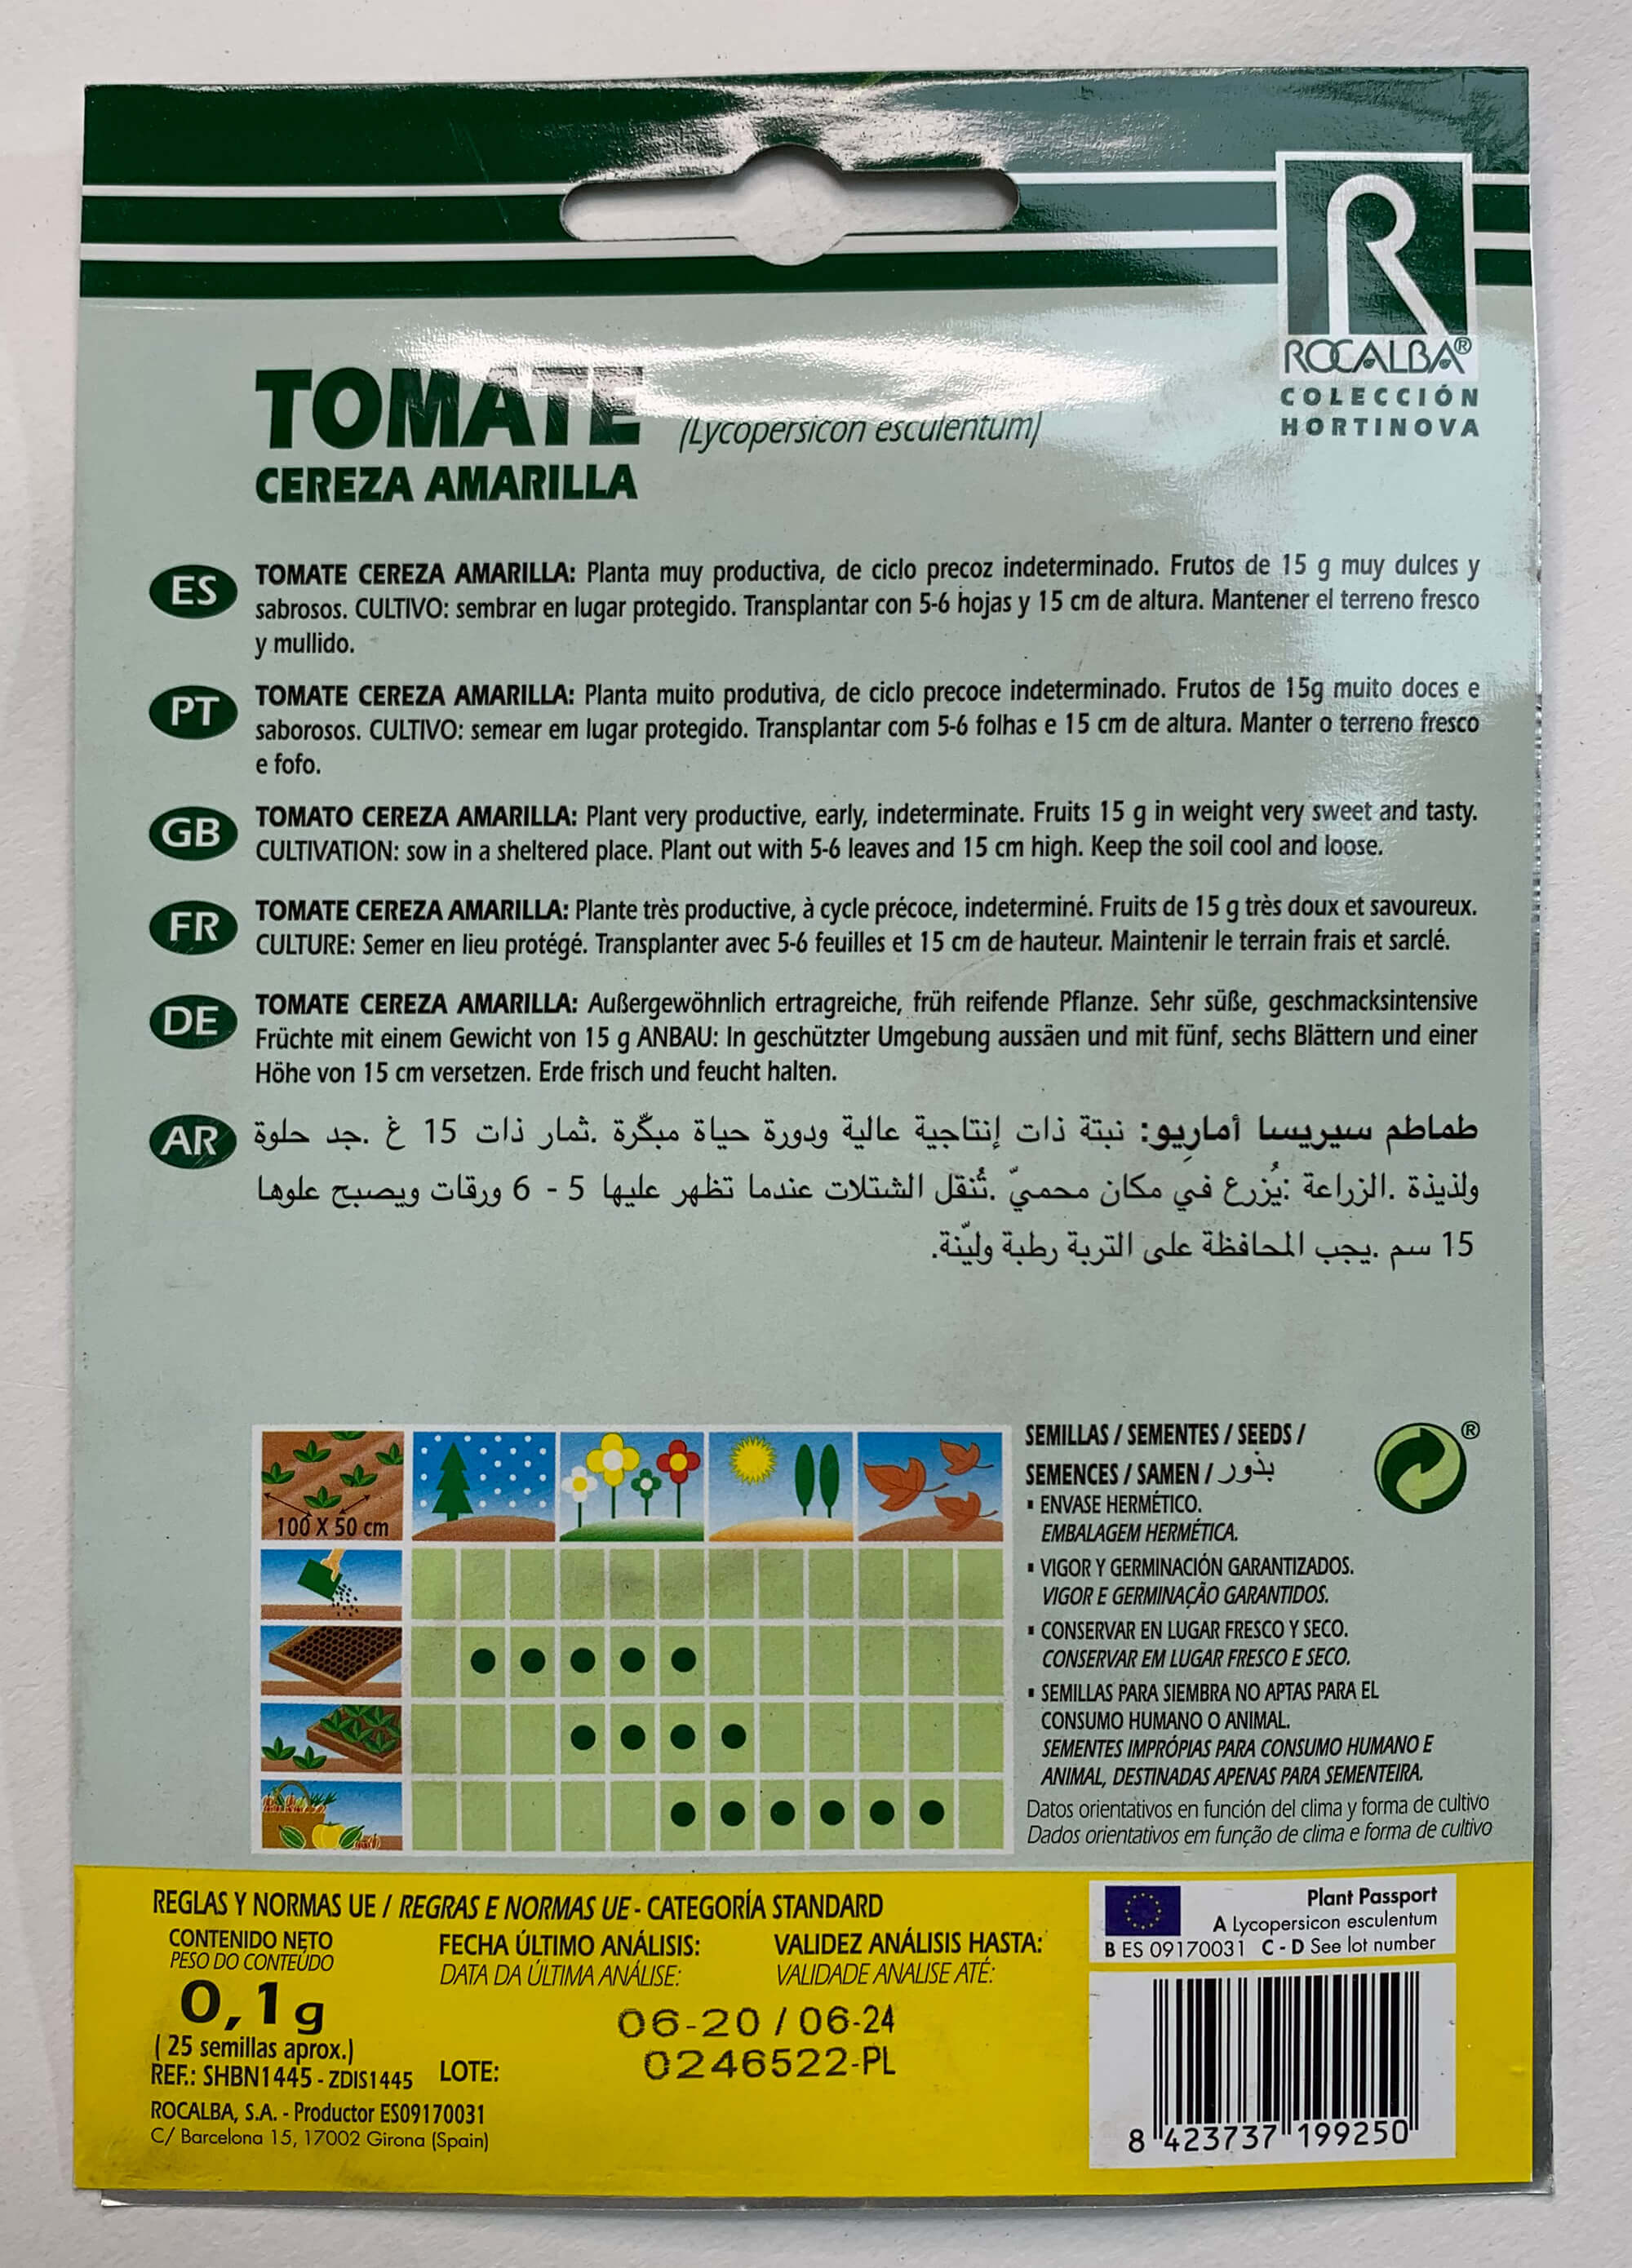 R
ROCALBA®
COLECCIÓN
HORTINOVA
TOMATE (Lycopersicon esculentum)
CEREZA AMARILLA
ES
TOMATE CEREZA AMARILLA: Planta muy productiva, de ciclo precoz indeterminado. Frutos de 15 g muy dulces y
sabrosos. CULTIVO: sembrar en lugar protegido. Transplantar con 5-6 hojas y 15 cm de altura. Mantener el terreno fresco
y mullido.
PT
TOMATE CEREZA AMARILLA: Planta muito produtiva, de ciclo precoce indeterminado. Frutos de 15g muito doces e
saborosos. CULTIVO: semear em lugar protegido. Transplantar com 5-6 folhas e 15 cm de altura. Manter o terreno fresco
e fofo.
GB
TOMATO CEREZA AMARILLA: Plant very productive, early, indeterminate. Fruits 15 g in weight very sweet and tasty.
CULTIVATION: sow in a sheltered place. Plant out with 5-6 leaves and 15 cm high. Keep the soil cool and loose.
FR
TOMATE CEREZA AMARILLA: Plante très productive, à cycle précoce, indeterminé. Fruits de 15 g très doux et savoureux.
CULTURE: Semer en lieu protégé. Transplanter avec 5-6 feuilles et 15 cm de hauteur. Maintenir le terrain frais et sarclé.
DE
TOMATE CEREZA AMARILLA: Außergewöhnlich ertragreiche, früh reifende Pflanze. Sehr süße, geschmacksintensive
Früchte mit einem Gewicht von 15 g ANBAU: In geschützter Umgebung aussäen und mit fünf, sechs Blättern und einer
Höhe von 15 cm versetzen. Erde frisch und feucht halten.
AR
طماطم سيريسا أمارِيو: نبتة ذات إنتاجية عالية ودورة حياة مبكّرة .ثمار ذات 15 غ .جد حلوة
ولذيذة .الزراعة :يُزرع في مكان محميّ .تُنقل الشتلات عندما تظهر عليها 5 - 6 ورقات ويصبح علوها
15 سم .يجب المحافظة على التربة رطبة وليّنة.
100 X 50 cm
SEMILLAS / SEMENTES / SEEDS /
SEMENCES / SAMEN / بذور
®
▪ ENVASE HERMÉTICO.
EMBALAGEM HERMÉTICA.
▪ VIGOR Y GERMINACIÓN GARANTIZADOS.
VIGOR E GERMINAÇÃO GARANTIDOS.
▪ CONSERVAR EN LUGAR FRESCO Y SECO.
CONSERVAR EM LUGAR FRESCO E SECO.
▪ SEMILLAS PARA SIEMBRA NO APTAS PARA EL
CONSUMO HUMANO O ANIMAL.
SEMENTES IMPRÓPIAS PARA CONSUMO HUMANO E
ANIMAL, DESTINADAS APENAS PARA SEMENTEIRA.
Datos orientativos en función del clima y forma de cultivo
Dados orientativos em função de clima e forma de cultivo
REGLAS Y NORMAS UE / REGRAS E NORMAS UE - CATEGORÍA STANDARD
CONTENIDO NETO
PESO DO CONTEÚDO
0,1g
( 25 semillas aprox.)
REF.: SHBN1445 - ZDIS1445
FECHA ÚLTIMO ANÁLISIS:
DATA DA ÚLTIMA ANÁLISE:
VALIDEZ ANÁLISIS HASTA:
VALIDADE ANALISE ATÉ:
06-20 / 06-24
LOTE: 0246522-PL
ROCALBA, S.A. - Productor ES09170031
C/ Barcelona 15, 17002 Girona (Spain)
Plant Passport
A Lycopersicon esculentum
B ES 09170031 C - D See lot number
8 423737 199250